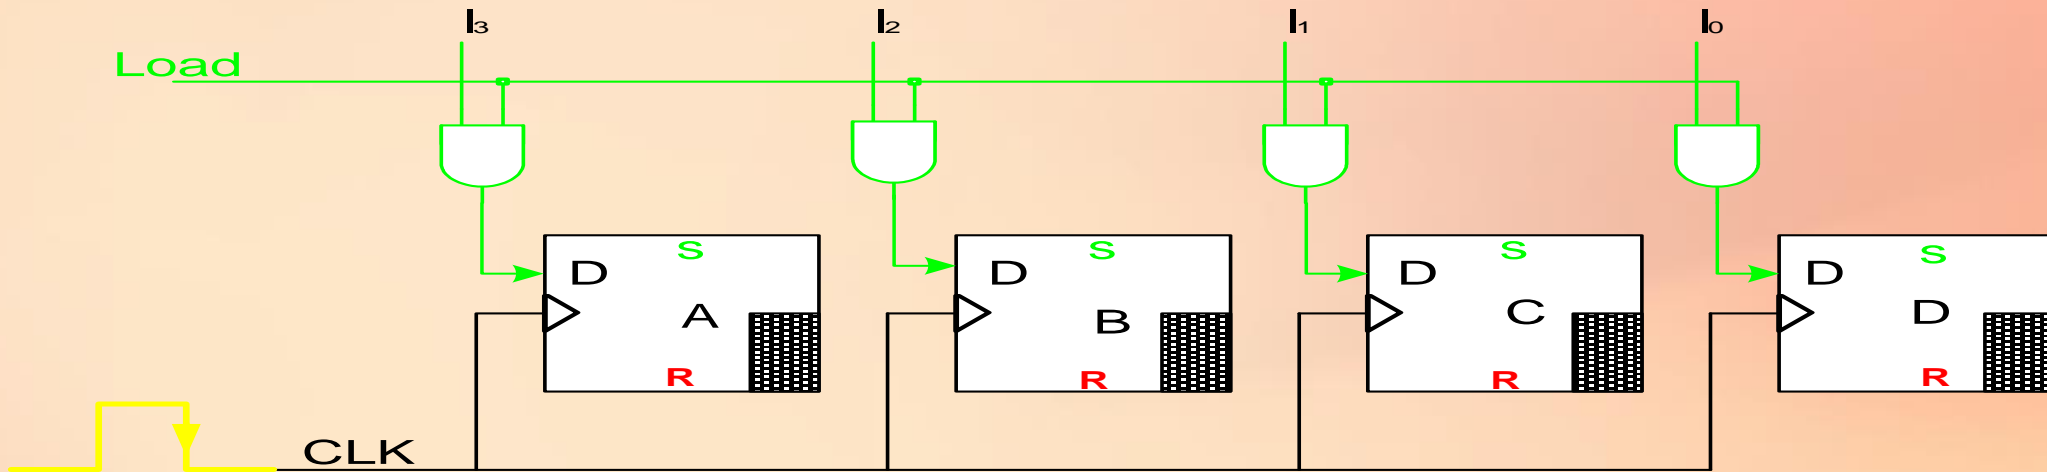 I₃ I₂ I₁ I₀
Load
S S S S
D D D D
A B C D
R R R R
CLK